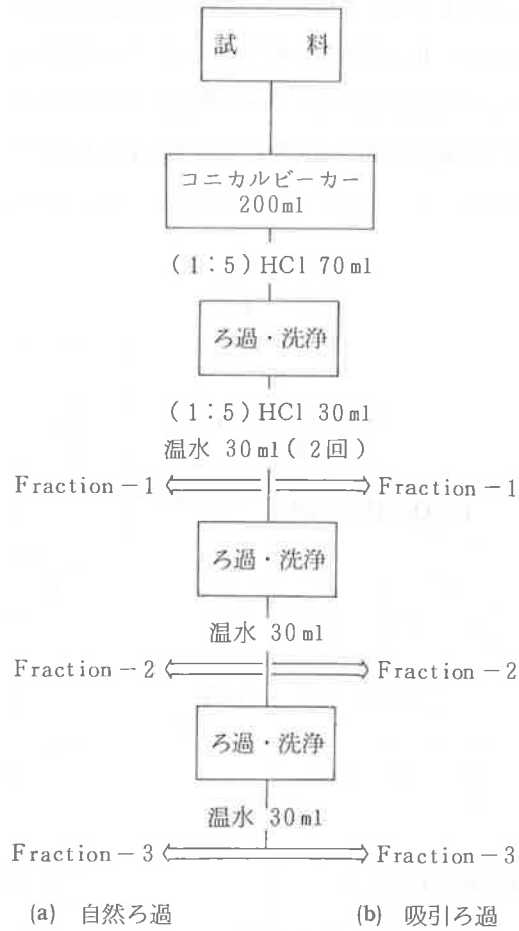 試 料
コニカルビーカー
200ml
(1:5)HCl 70ml
ろ過・洗浄
(1:5)HCl 30ml
温水 30ml(2回)
Fraction-1 Fraction-1
ろ過・洗浄
温水 30ml
Fraction-2 Fraction-2
ろ過・洗浄
温水 30ml
Fraction-3 Fraction-3
(a) 自然ろ過 (b) 吸引ろ過